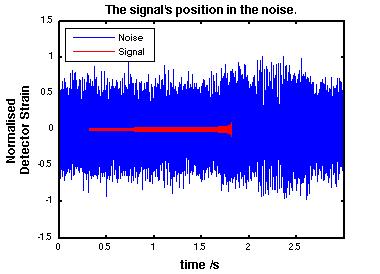 The signal's position in the noise.
Noise
Signal
Normalised
Detector Strain
1.5
1
0.5
0
-0.5
-1
-1.5
0
0.5
1
1.5
2
2.5
time /s